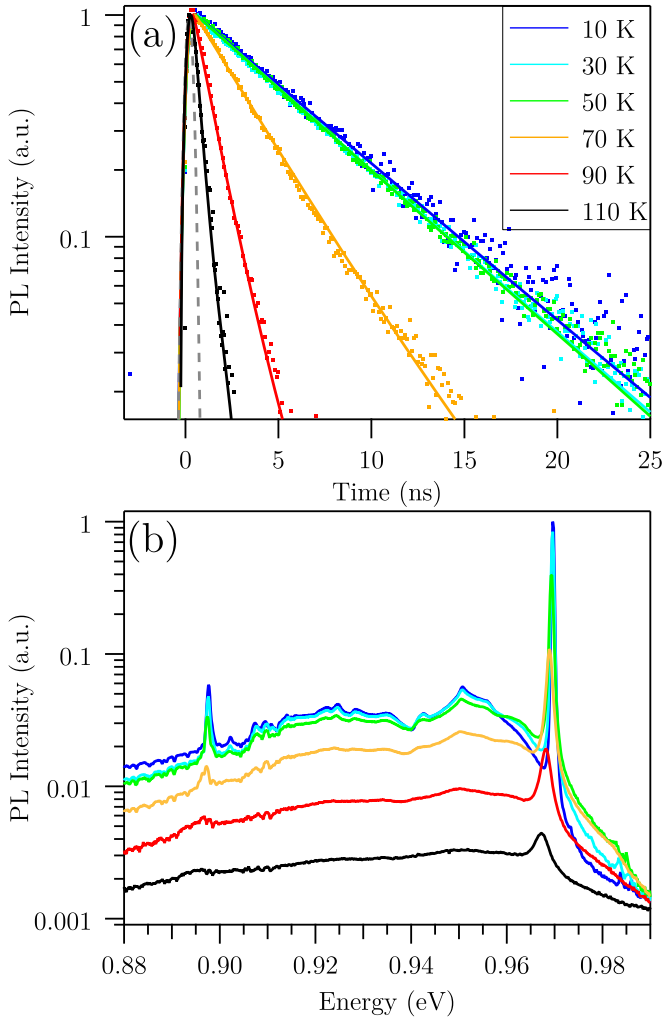 (a)
PL Intensity (a.u.)
1
0.1
10 K
30 K
50 K
70 K
90 K
110 K
0 5 10 15 20 25
Time (ns)
(b)
PL Intensity (a.u.)
1
0.1
0.01
0.001
0.88 0.90 0.92 0.94 0.96 0.98
Energy (eV)